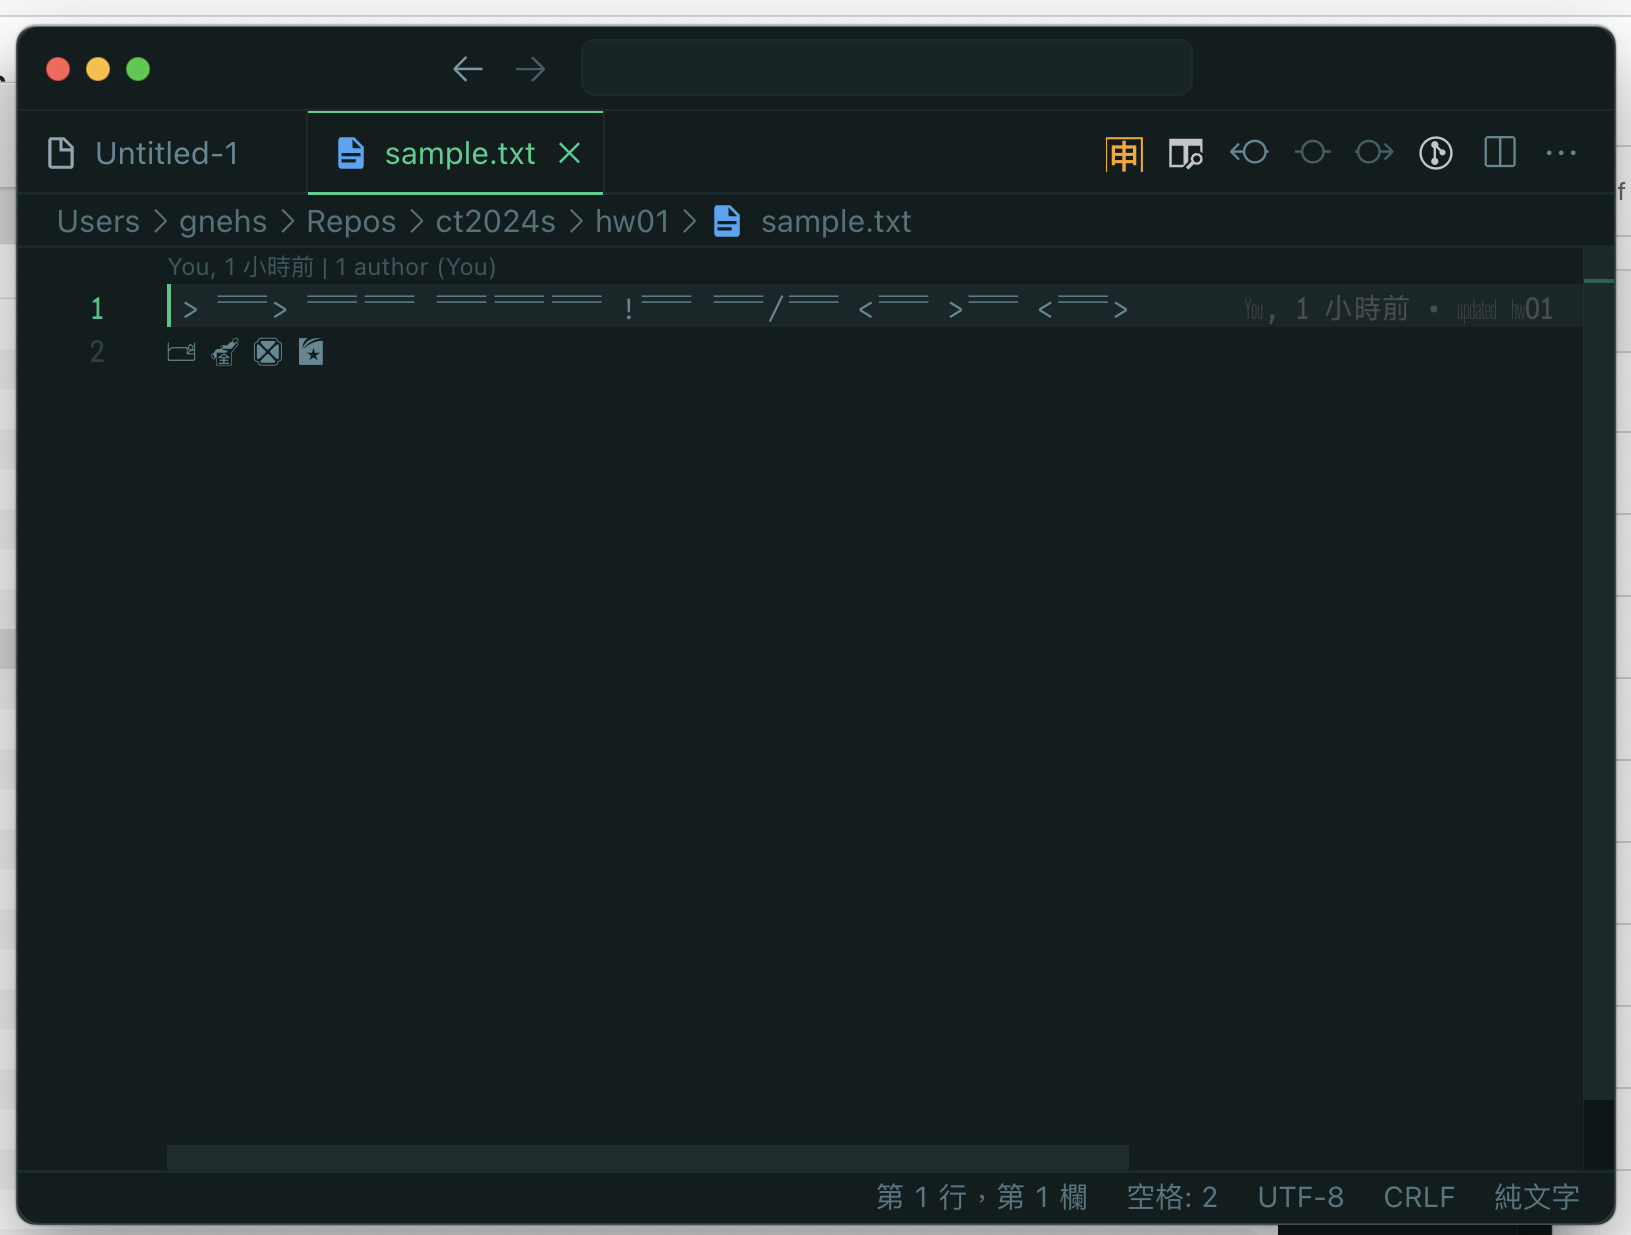 Untitled-1
sample.txt
Users > gnehs > Repos > ct2024s > hw01 > sample.txt
You, 1 小時前 | 1 author (You)
1
> ══> ══ ══ ══ ══ ══ !══ ══/══ <══ >══ <══>
You, 1 小時前 • updated hw01
2
第 1 行，第 1 欄
空格: 2
UTF-8
CRLF
純文字